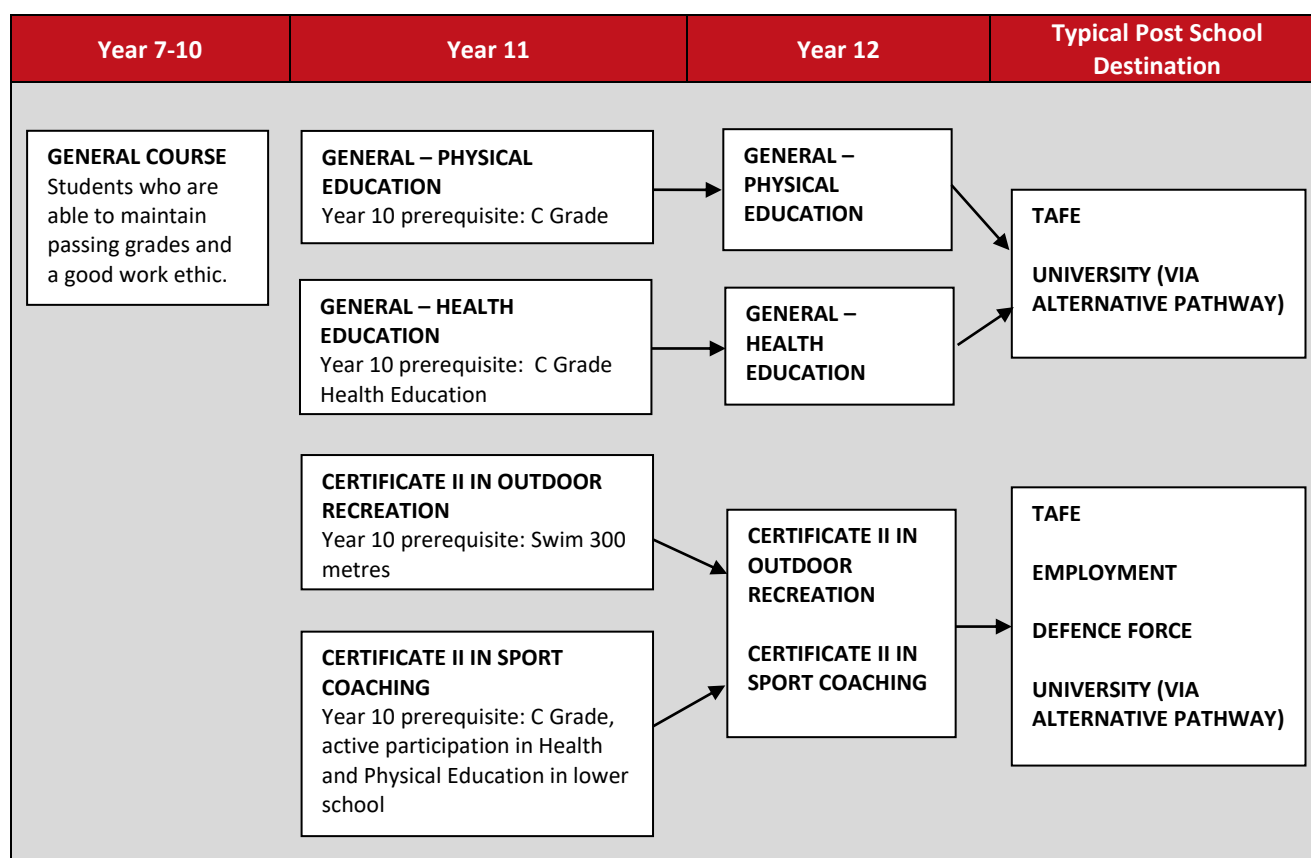 Year 7-10
Year 11
Year 12
Typical Post School
Destination
GENERAL COURSE
Students who are
able to maintain
passing grades and
a good work ethic.
GENERAL – PHYSICAL
EDUCATION
Year 10 prerequisite: C Grade
GENERAL –
PHYSICAL
EDUCATION
TAFE
UNIVERSITY (VIA
ALTERNATIVE PATHWAY)
GENERAL – HEALTH
EDUCATION
Year 10 prerequisite:  C Grade
Health Education
GENERAL –
HEALTH
EDUCATION
CERTIFICATE II IN OUTDOOR
RECREATION
Year 10 prerequisite: Swim 300
metres
CERTIFICATE II IN SPORT
COACHING
Year 10 prerequisite: C Grade,
active participation in Health
and Physical Education in lower
school
CERTIFICATE II IN
OUTDOOR
RECREATION
CERTIFICATE II IN
SPORT COACHING
TAFE
EMPLOYMENT
DEFENCE FORCE
UNIVERSITY (VIA
ALTERNATIVE PATHWAY)